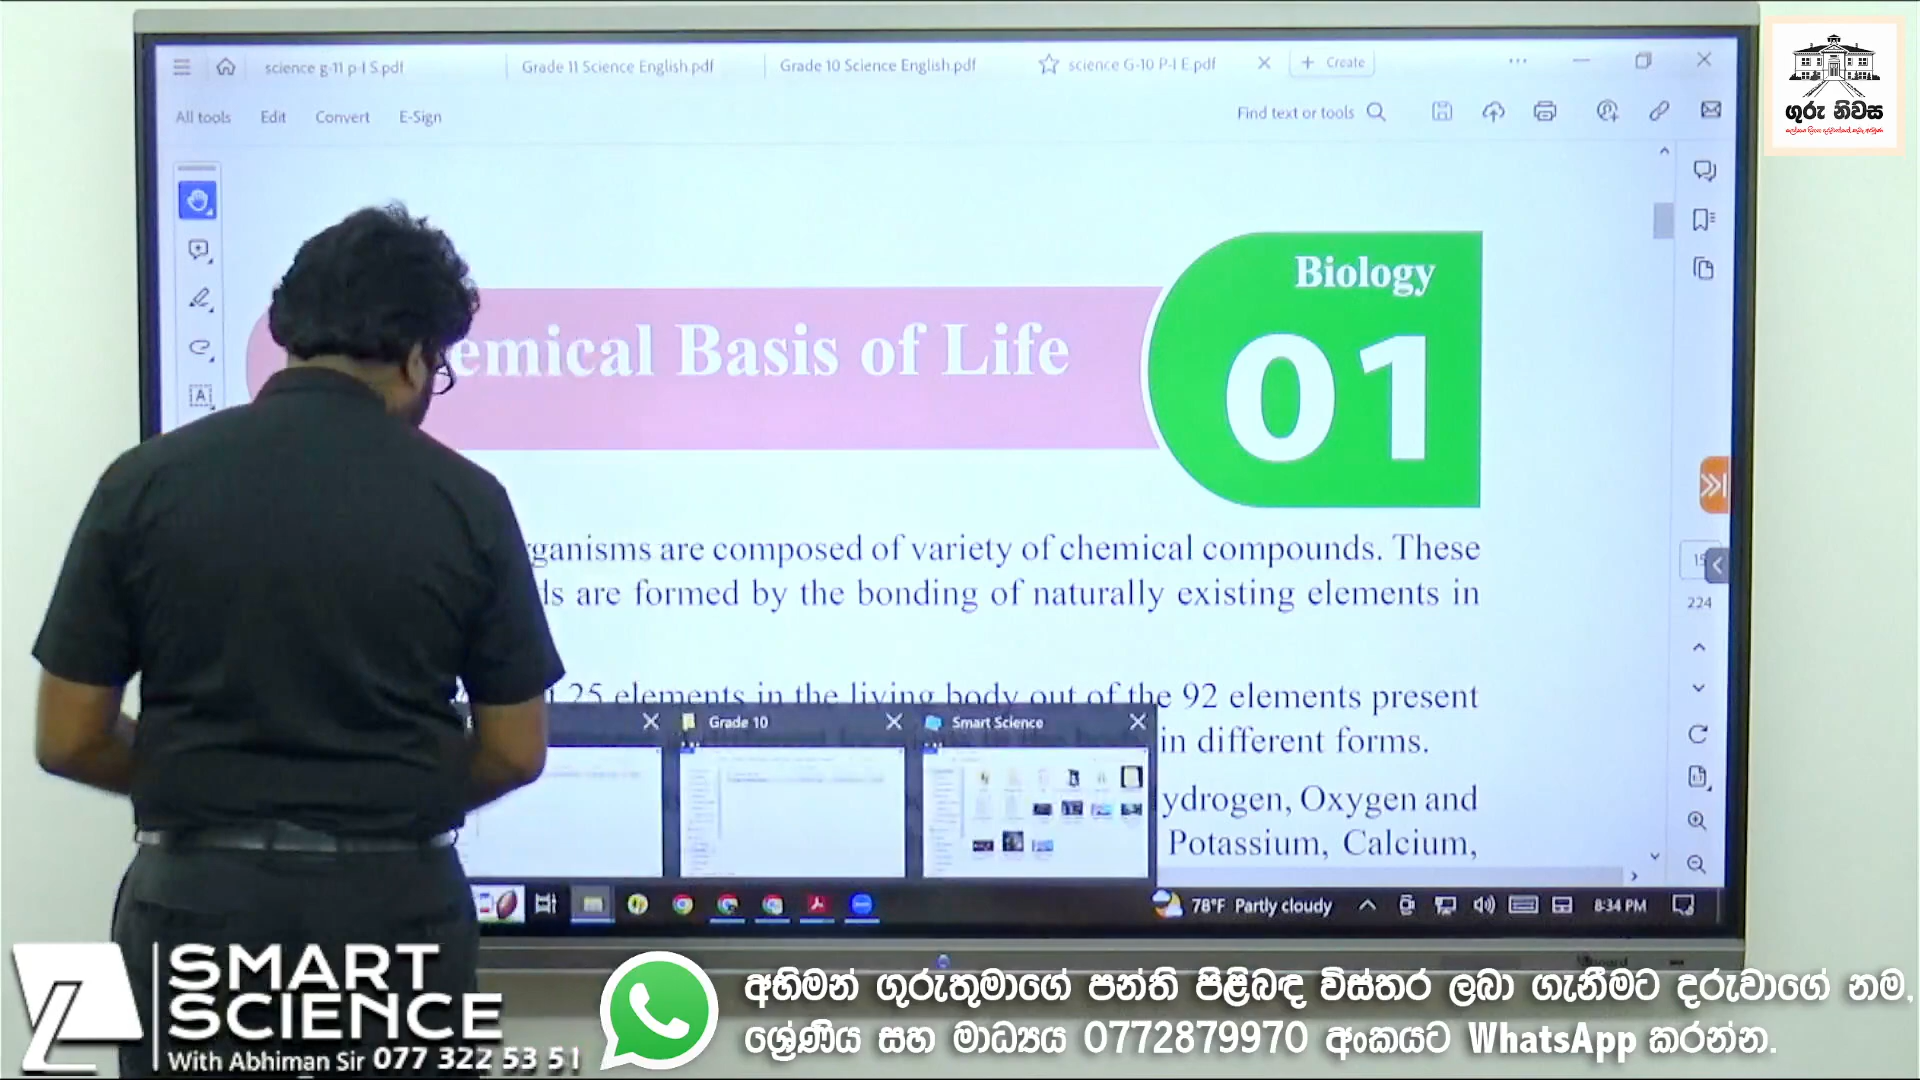 science g-11 p-I S.pdf
Grade 11 Science English.pdf
Grade 10 Science English.pdf
science G-10 P-I E.pdf
Create
All tools
Edit
Convert
E-Sign
Find text or tools
ගුරු නිවස
Biology
01
emical Basis of Life
ganisms are composed of variety of chemical compounds. These
ds are formed by the bonding of naturally existing elements in
224
25 elements in the living body out of the 92 elements present
Grade 10
Smart Science
in different forms.
ydrogen, Oxygen and
Potassium, Calcium,
78°F Partly cloudy
8:34 PM
SMART
SCIENCE
With Abhiman Sir 077 322 53 51
අභිමන් ගුරුතුමාගේ පන්ති පිළිබඳ විස්තර ලබා ගැනීමට දරුවාගේ නම,
ශ්‍රේණිය සහ මාධ්‍යය 0772879970 අංකයට WhatsApp කරන්න.